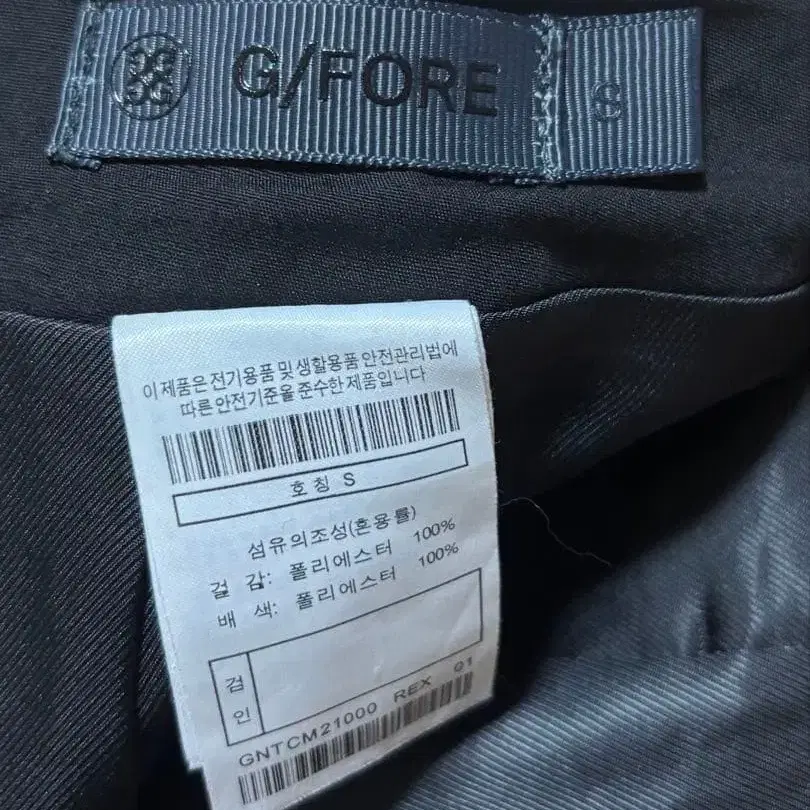 G/FORE S
이 제품은 전기용품 및 생활용품 안전관리법에
따른 안전기준을 준수한 제품입니다
호칭 S
섬유의조성(혼용률)
겉 감: 폴리에스터 100%
배 색: 폴리에스터 100%
검
인
GNTCM21000 REX 01